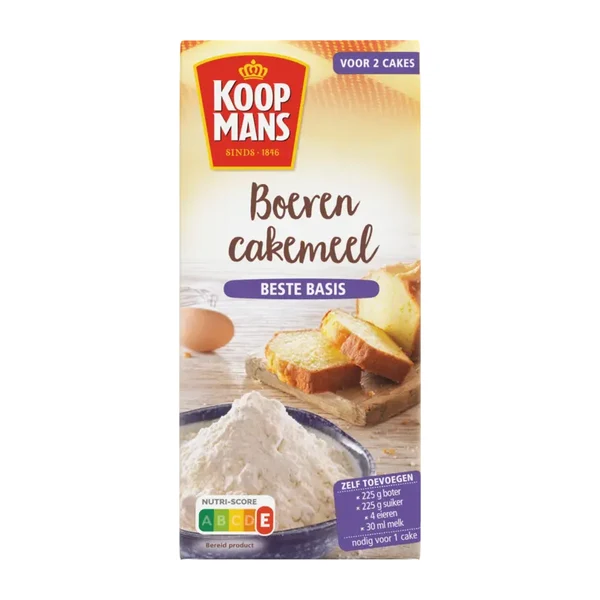 VOOR 2 CAKES
KOOP
MANS
SINDS · 1846
Boeren
cakemeel
BESTE BASIS
ZELF TOEVOEGEN
* 225 g boter
* 225 g suiker
* 4 eieren
* 30 ml melk
nodig voor 1 cake
NUTRI-SCORE
A B C D E
Bereid product